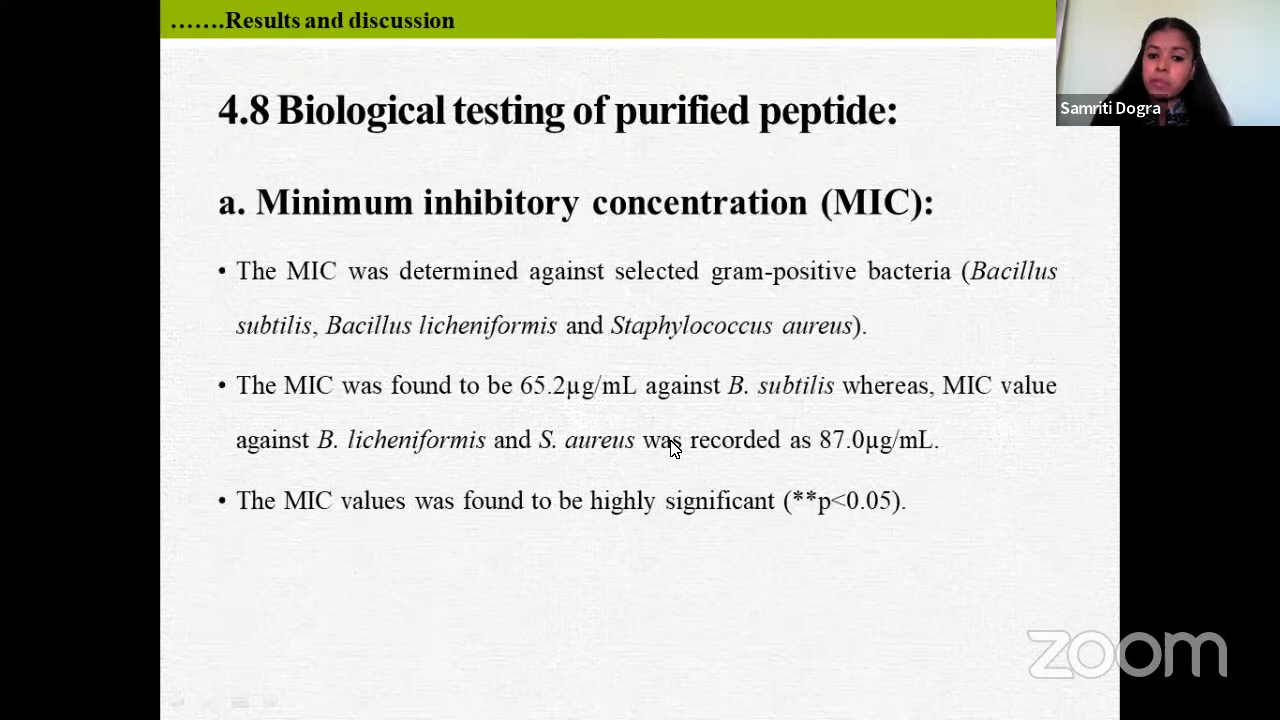 …….Results and discussion
Samriti Dogra
4.8 Biological testing of purified peptide:
a. Minimum inhibitory concentration (MIC):
• The MIC was determined against selected gram-positive bacteria (Bacillus
subtilis, Bacillus licheniformis and Staphylococcus aureus).
• The MIC was found to be 65.2µg/mL against B. subtilis whereas, MIC value
against B. licheniformis and S. aureus was recorded as 87.0µg/mL.
• The MIC values was found to be highly significant (**p<0.05).
zoom